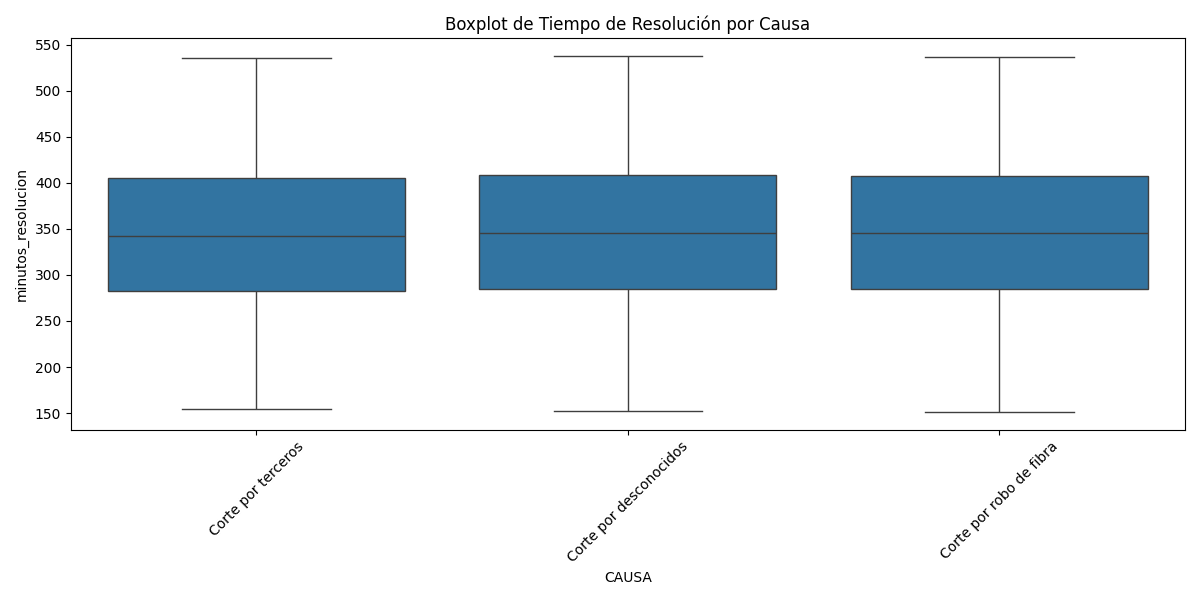 Boxplot de Tiempo de Resolución por Causa
minutos_resolucion
550
500
450
400
350
300
250
200
150
Corte por terceros
Corte por desconocidos
Corte por robo de fibra
CAUSA